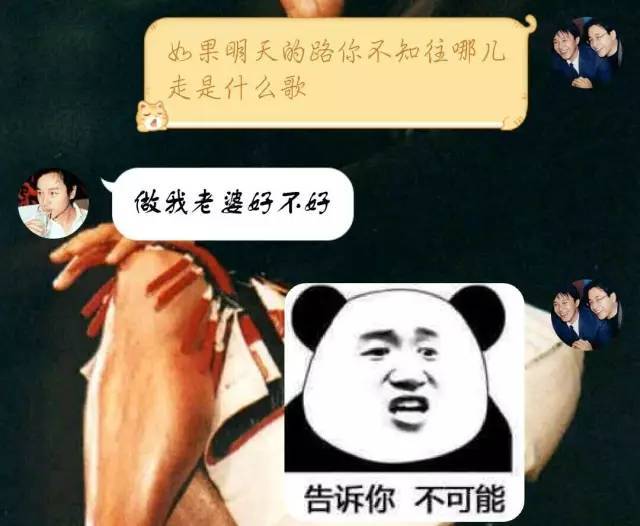 如果明天的路你不知往哪儿
走是什么歌
做我老婆好不好
告诉你 不可能